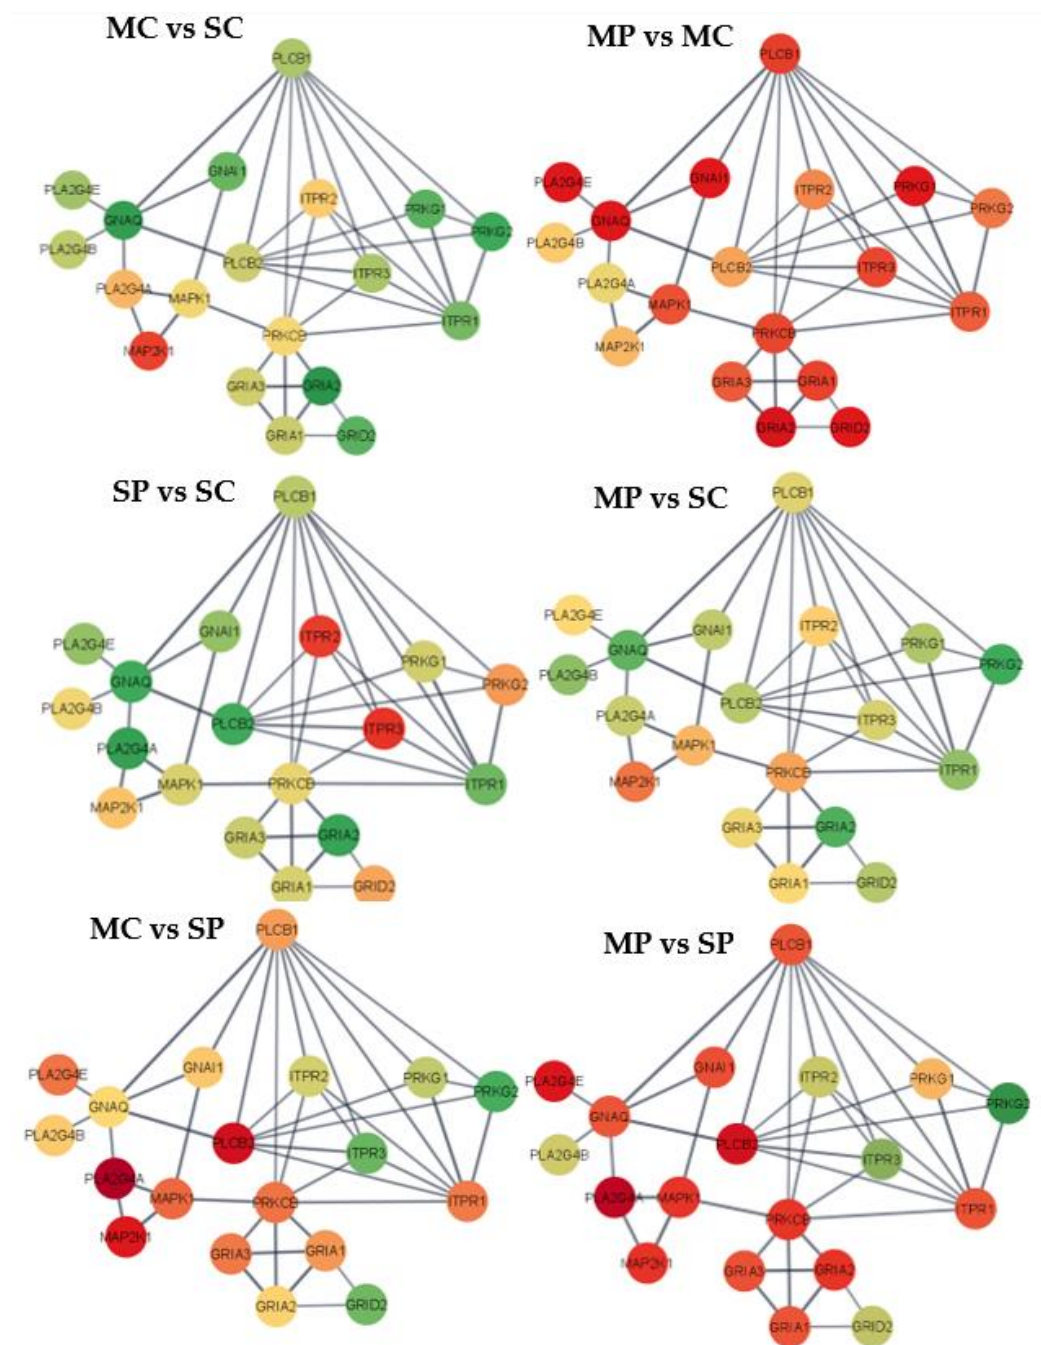 MC vs SC
PLCB1
GNAI1
PLA2G4E
ITPR2
PRKG1
GNAQ
PRKG2
PLA2G4B
PLCB2
ITPR3
PLA2G4A
MAPK1
ITPR1
PRKCB
MAP2K1
GRIA3
GRIA2
GRIA1
GRID2
MP vs MC
PLCB1
GNAI1
PLA2G4E
ITPR2
PRKG1
GNAQ
PRKG2
PLA2G4B
PLCB2
ITPR3
PLA2G4A
MAPK1
ITPR1
PRKCB
MAP2K1
GRIA3
GRIA1
GRIA2
GRID2
SP vs SC
PLCB1
GNAI1
PLA2G4E
ITPR2
PRKG1
GNAQ
PRKG2
PLA2G4B
PLCB2
ITPR3
PLA2G4A
MAPK1
PRKCB
ITPR1
MAP2K1
GRIA3
GRIA2
GRIA1
GRID2
MP vs SC
PLCB1
PLA2G4E
GNAI1
ITPR2
PRKG1
GNAQ
PRKG2
PLA2G4B
PLCB2
PLA2G4A
ITPR3
MAPK1
PRKCB
ITPR1
MAP2K1
GRIA3
GRIA2
GRIA1
GRID2
MC vs SP
PLCB1
PLA2G4E
GNAI1
ITPR2
PRKG1
PRKG2
GNAQ
PLA2G4B
PLCB2
ITPR3
PLA2G4A
MAPK1
PRKCB
ITPR1
MAP2K1
GRIA3
GRIA1
GRIA2
GRID2
MP vs SP
PLCB1
GNAI1
PLA2G4E
ITPR2
PRKG1
PRKG2
GNAQ
PLA2G4B
PLCB2
ITPR3
PLA2G4A
MAPK1
PRKCB
ITPR1
MAP2K1
GRIA3
GRIA2
GRIA1
GRID2